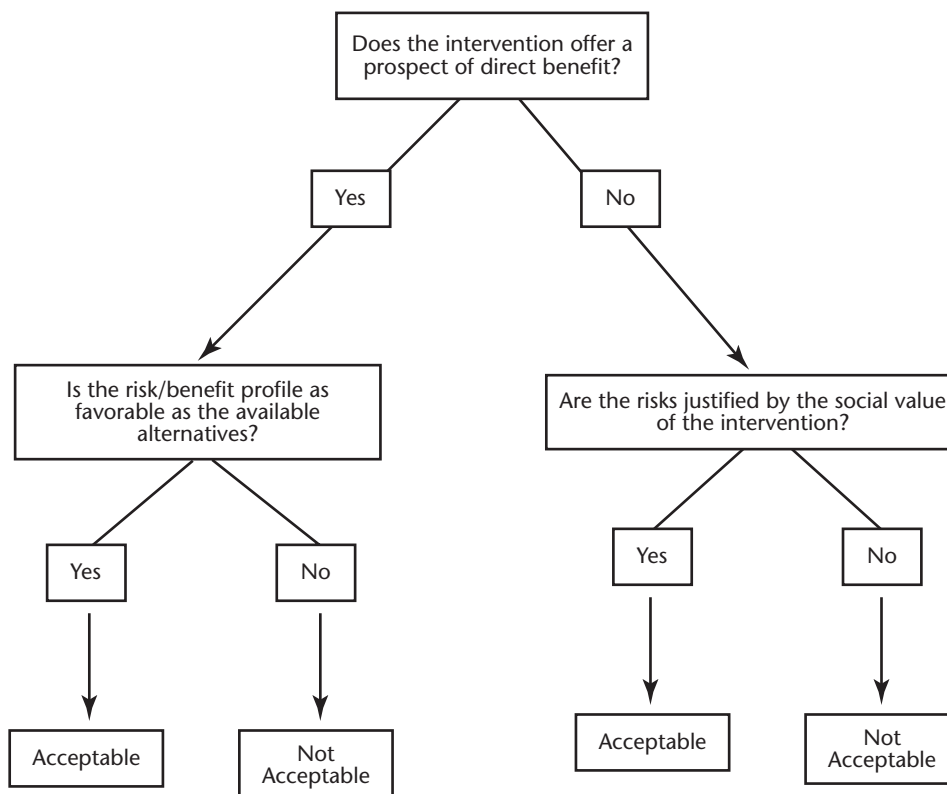 Does the intervention offer a
prospect of direct benefit?
Yes
No
Is the risk/benefit profile as
favorable as the available
alternatives?
Are the risks justified by the social value
of the intervention?
Yes
No
Yes
No
Acceptable
Not
Acceptable
Acceptable
Not
Acceptable